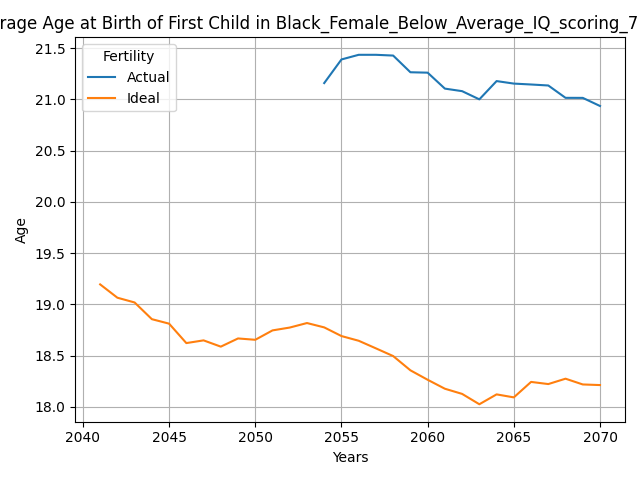 rage Age at Birth of First Child in Black_Female_Below_Average_IQ_scoring_7
Fertility
Actual
Ideal
21.5
21.0
20.5
20.0
19.5
19.0
18.5
18.0
Age
2040 2045 2050 2055 2060 2065 2070
Years